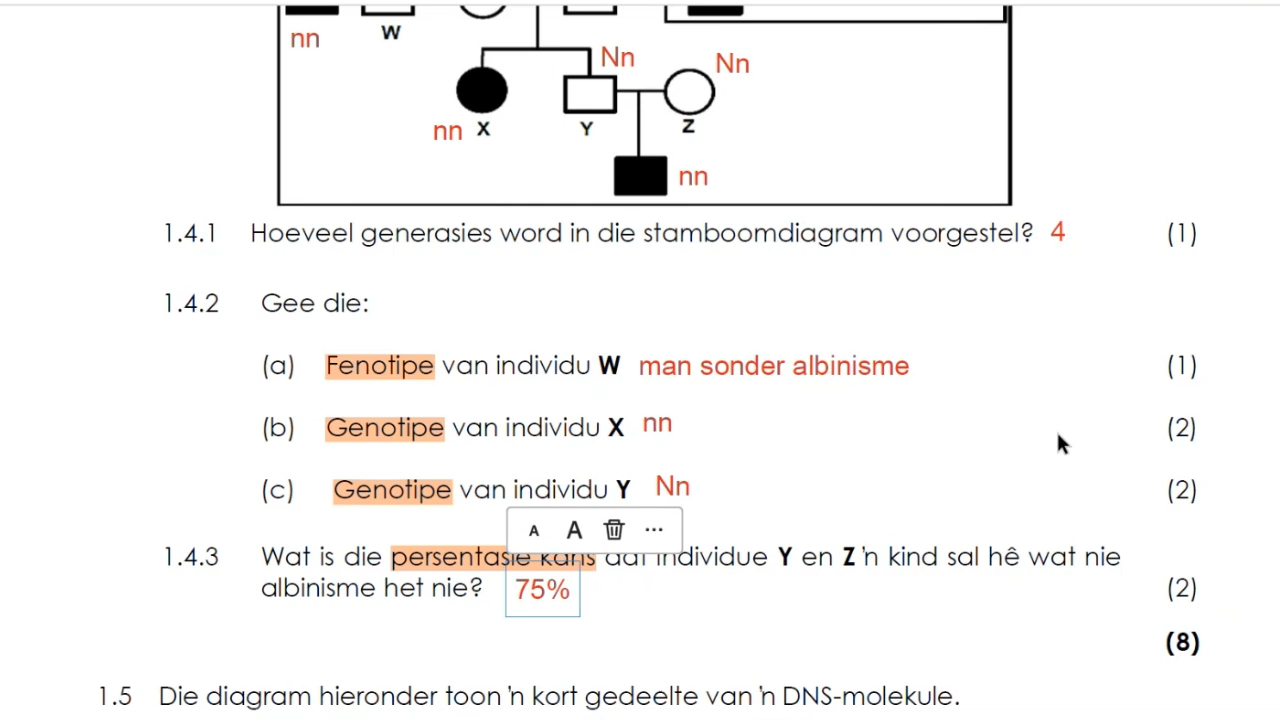 nn
W
Nn
Nn
nn X
Y
Z
nn
1.4.1 Hoeveel generasies word in die stamboomdiagram voorgestel? 4 (1)
1.4.2 Gee die:
(a) Fenotipe van individu W man sonder albinisme (1)
(b) Genotipe van individu X nn (2)
(c) Genotipe van individu Y Nn (2)
A A ...
1.4.3 Wat is die persentasie kans dat individue Y en Z 'n kind sal hê wat nie
albinisme het nie? 75% (2)
(8)
1.5 Die diagram hieronder toon 'n kort gedeelte van 'n DNS-molekule.